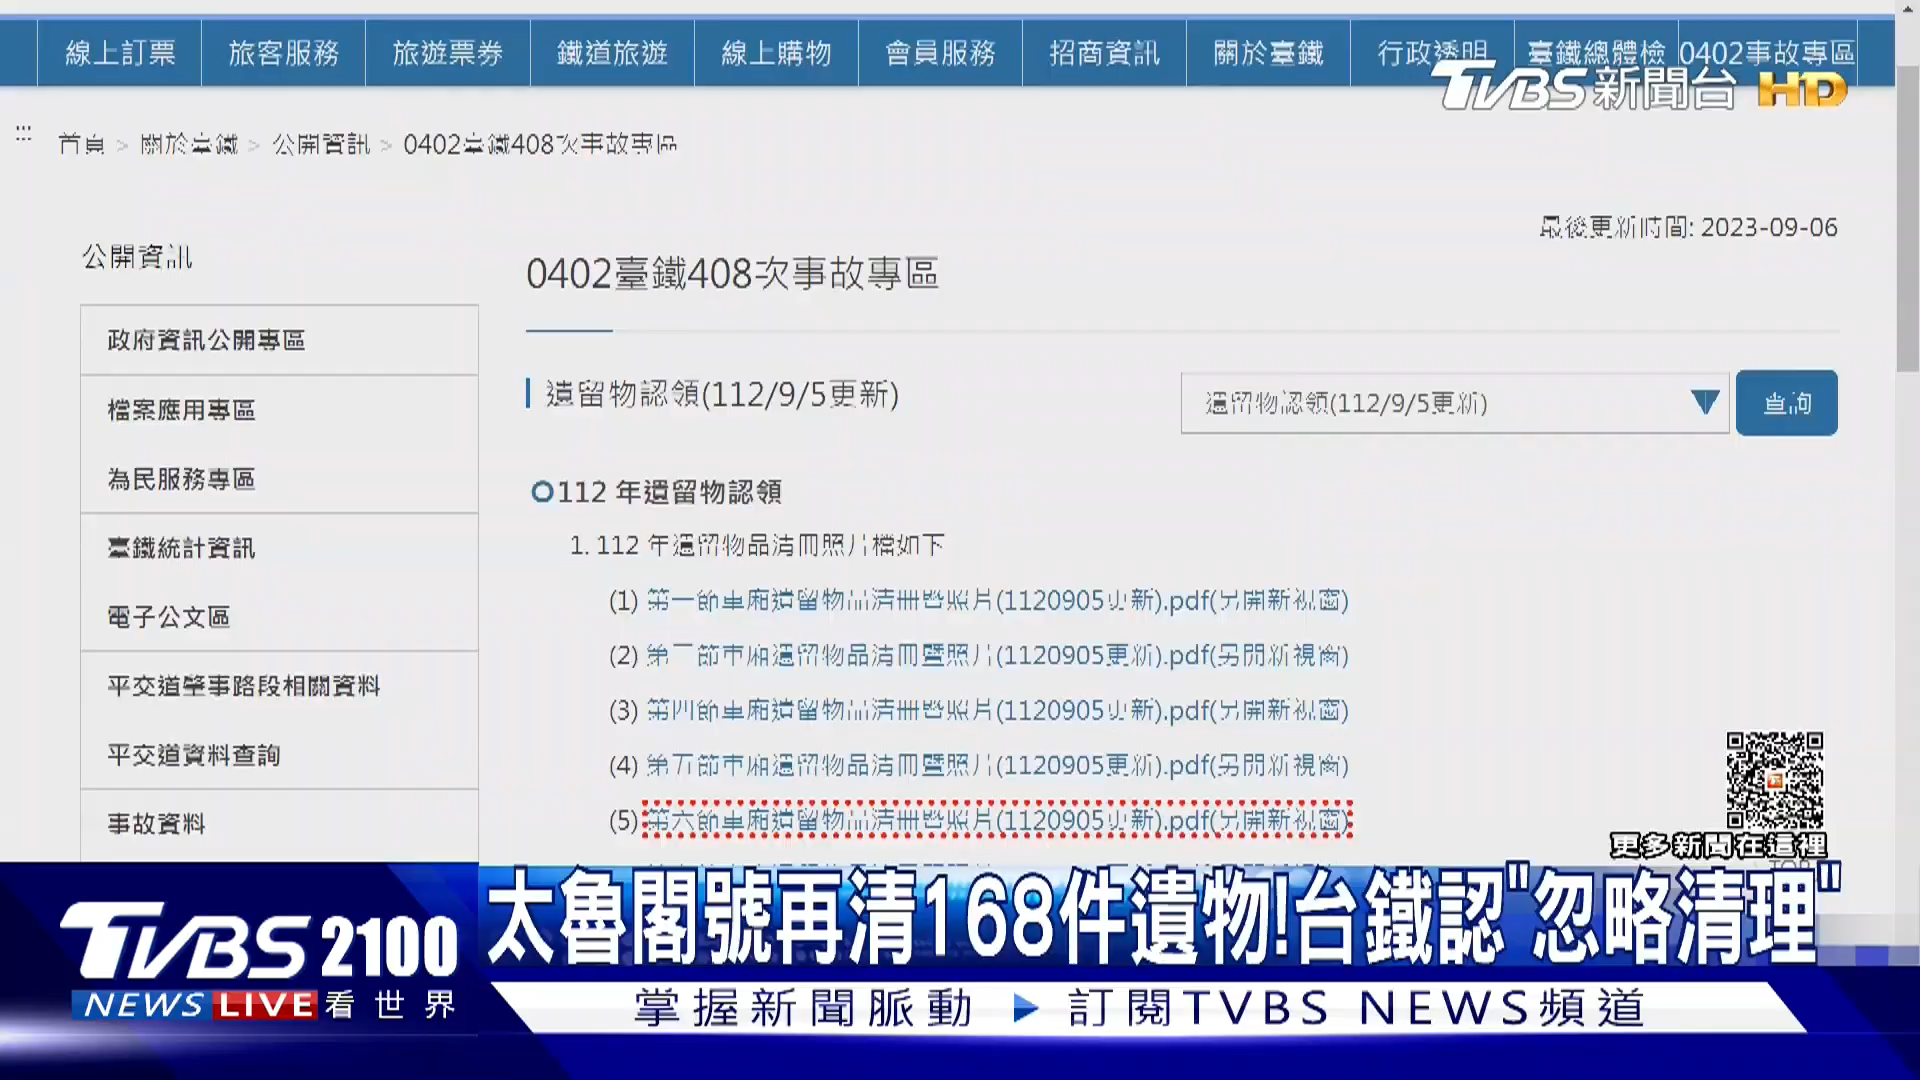 線上訂票 旅客服務 旅遊票券 鐵道旅遊 線上購物 會員服務 招商資訊 關於臺鐵 行政透明 臺鐵總體檢 0402事故專區
TVBS新聞台 HD
首頁 > 關於臺鐵 > 公開資訊 > 0402臺鐵408次事故專區
最後更新時間: 2023-09-06
公開資訊
0402臺鐵408次事故專區
政府資訊公開專區
檔案應用專區
為民服務專區
臺鐵統計資訊
電子公文區
平交道肇事路段相關資料
平交道資料查詢
事故資料
遺留物認領(112/9/5更新)
遺留物認領(112/9/5更新)
查詢
112 年遺留物認領
1. 112 年遺留物品清冊照片檔如下
(1) 第一節車廂遺留物品清冊暨照片(1120905更新).pdf(另開新視窗)
(2) 第二節車廂遺留物品清冊暨照片(1120905更新).pdf(另開新視窗)
(3) 第四節車廂遺留物品清冊暨照片(1120905更新).pdf(另開新視窗)
(4) 第五節車廂遺留物品清冊暨照片(1120905更新).pdf(另開新視窗)
(5) 第六節車廂遺留物品清冊暨照片(1120905更新).pdf(另開新視窗)
更多新聞在這裡
太魯閣號再清168件遺物!台鐵認"忽略清理"
TVBS 2100
NEWS LIVE 看世界
掌握新聞脈動 ▶ 訂閱TVBS NEWS頻道